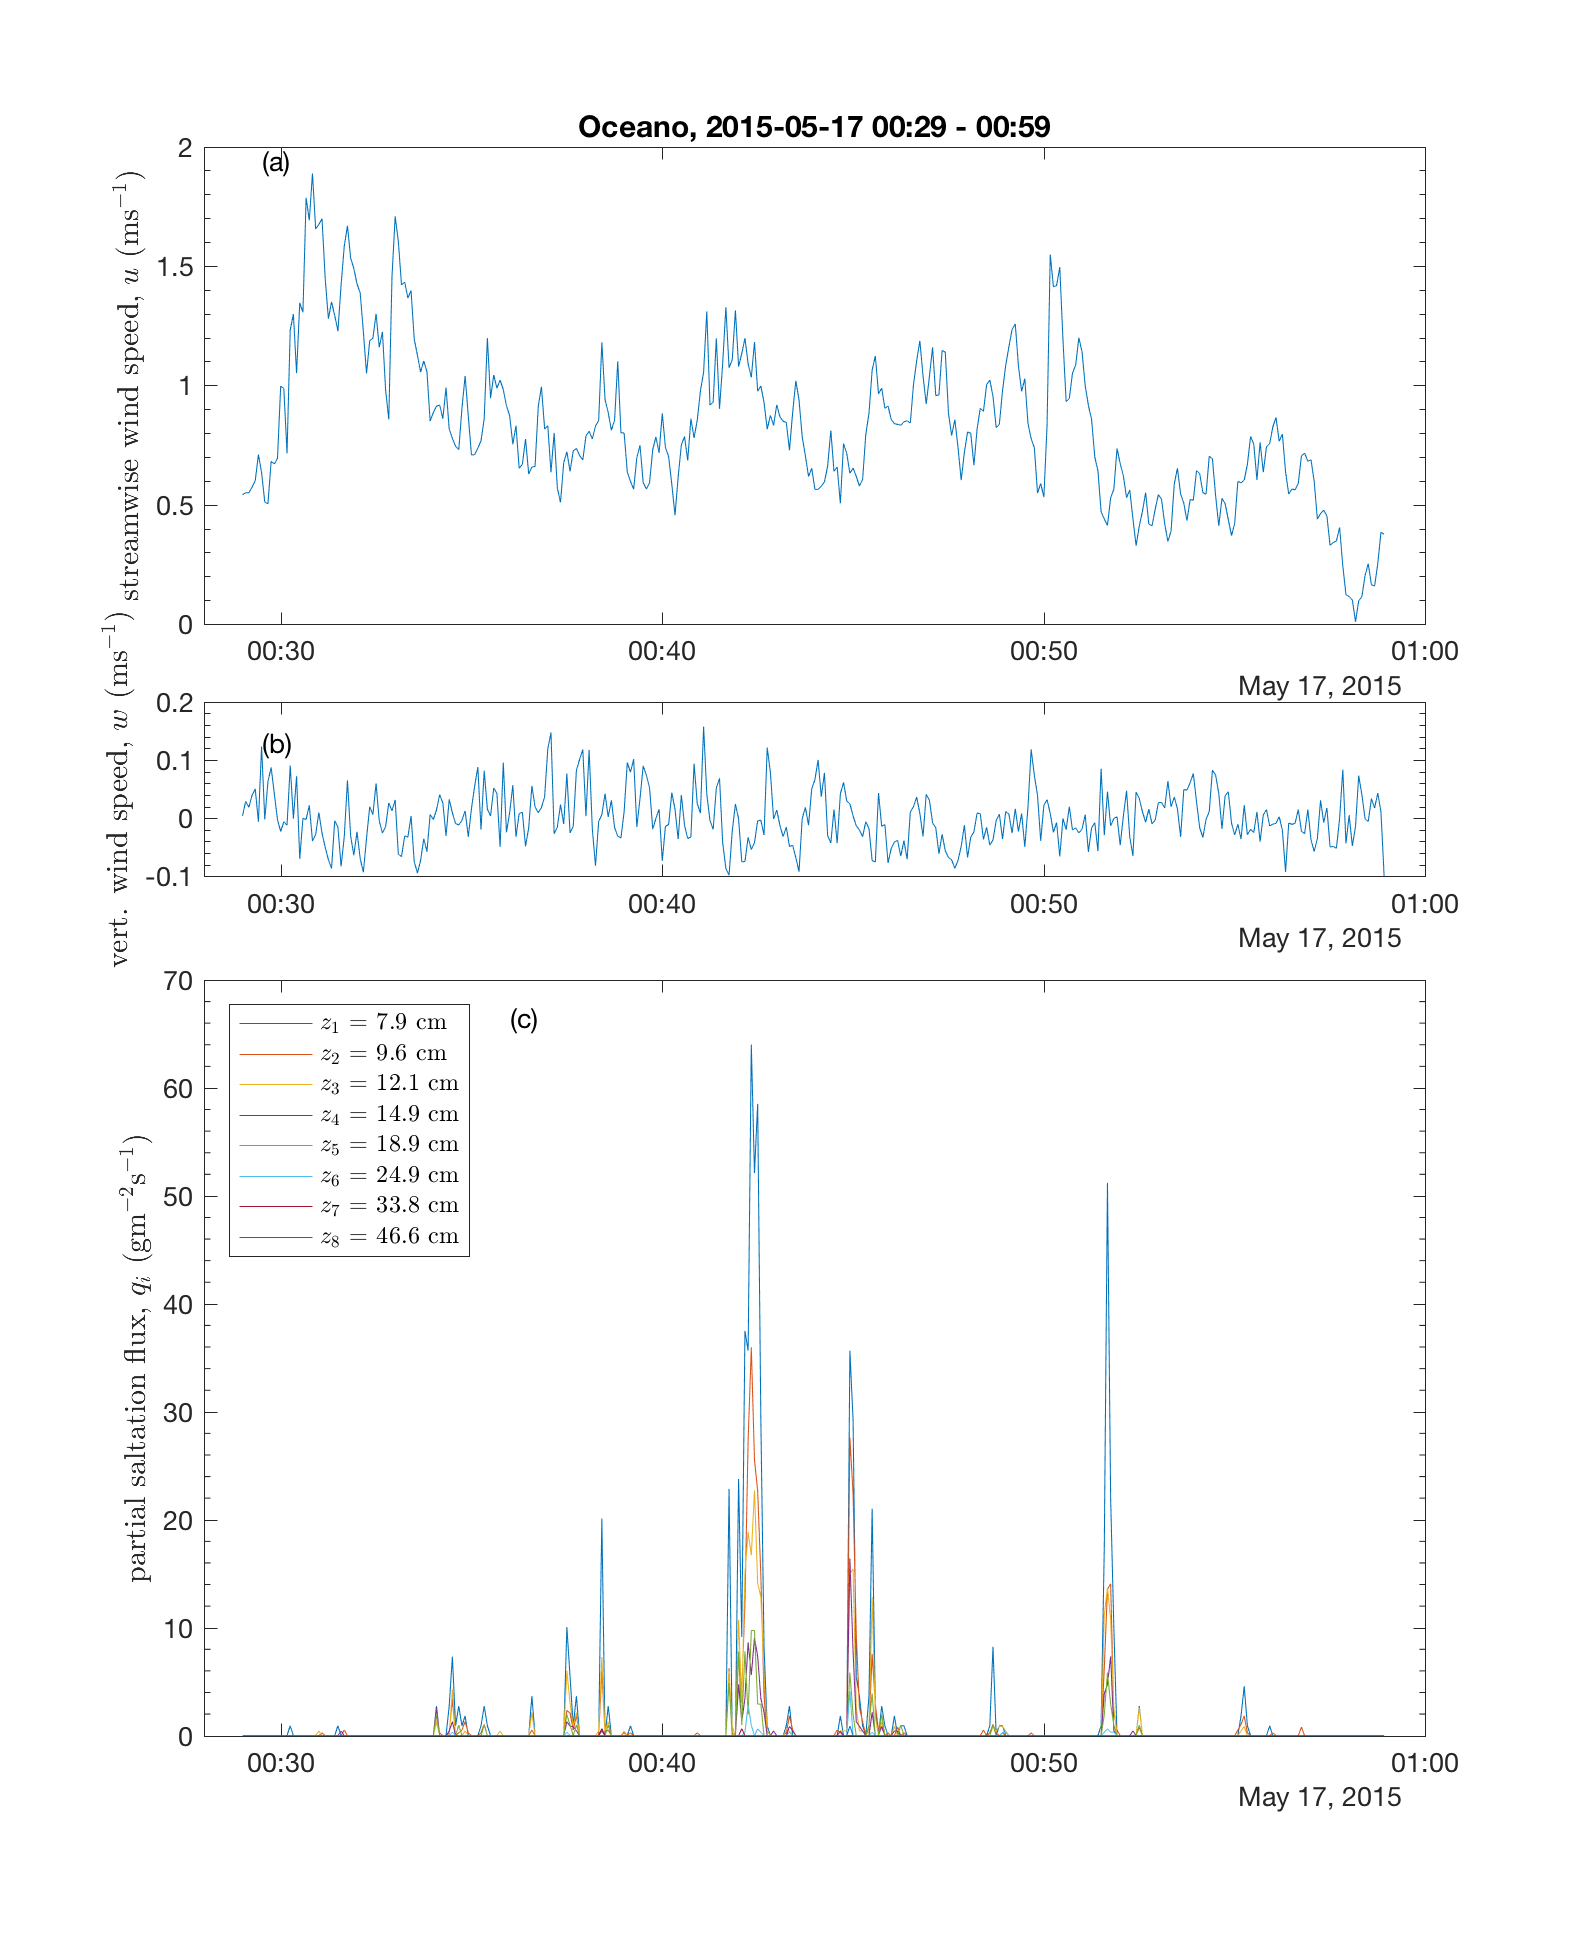 Oceano, 2015-05-17 00:29 - 00:59
(a)
streamwise wind speed, u (ms⁻¹)
2
1.5
1
0.5
0
00:30 00:40 00:50 01:00
May 17, 2015
(b)
vert. wind speed, w (ms⁻¹)
0.2
0.1
0
-0.1
00:30 00:40 00:50 01:00
May 17, 2015
(c)
partial saltation flux, qᵢ (gm⁻²s⁻¹)
70
60
50
40
30
20
10
0
z₁ = 7.9 cm
z₂ = 9.6 cm
z₃ = 12.1 cm
z₄ = 14.9 cm
z₅ = 18.9 cm
z₆ = 24.9 cm
z₇ = 33.8 cm
z₈ = 46.6 cm
00:30 00:40 00:50 01:00
May 17, 2015